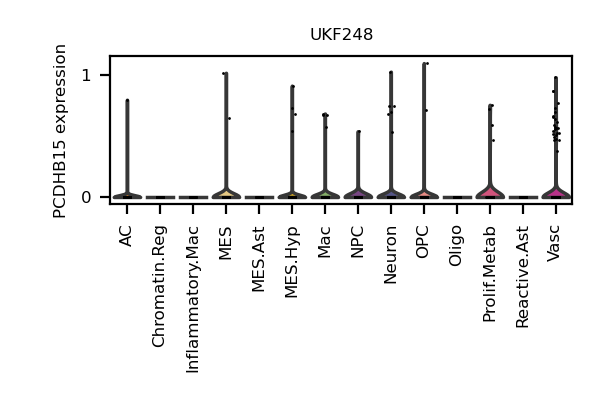 UKF248
PCDHB15 expression
1
0
AC
Chromatin.Reg
Inflammatory.Mac
MES
MES.Ast
MES.Hyp
Mac
NPC
Neuron
OPC
Oligo
Prolif.Metab
Reactive.Ast
Vasc